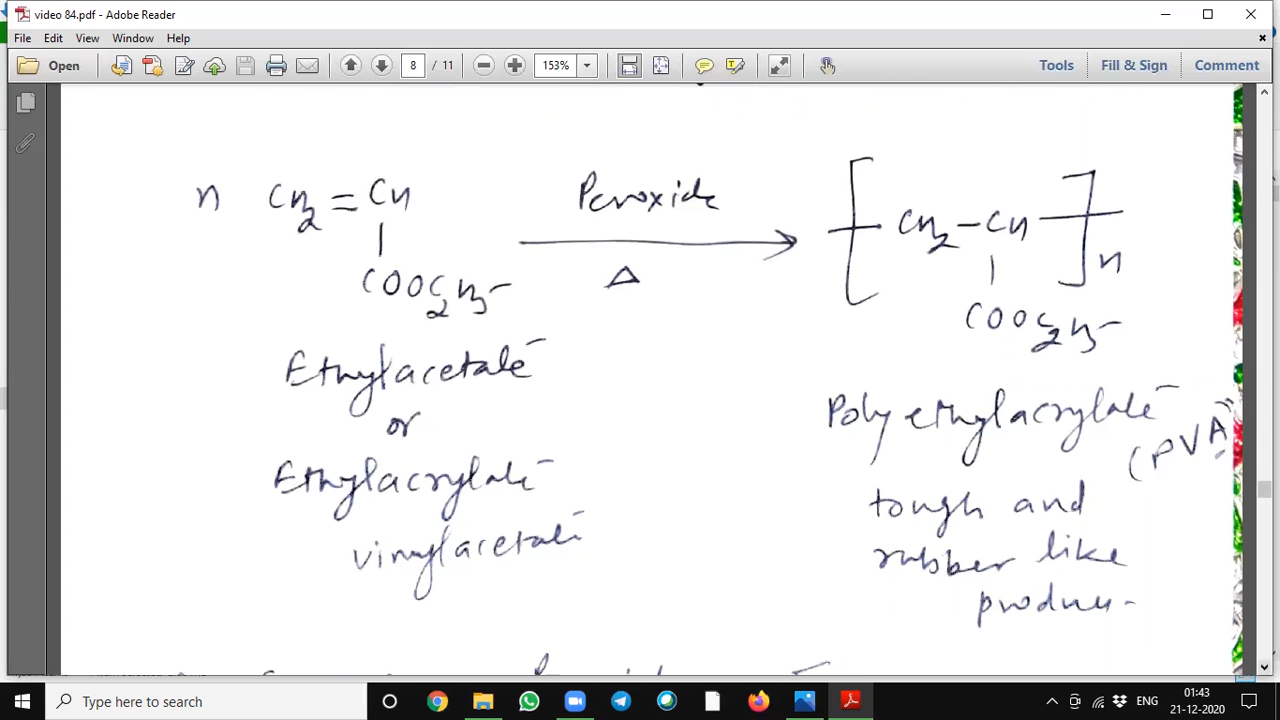 video 84.pdf - Adobe Reader
File Edit View Window Help
Open 8 / 11 153% Tools Fill & Sign Comment
n CH2 = CH
COOC2H5
Peroxide
Δ
CH2 - CH
n
COOC2H5
Ethylacetate
or
Ethylacrylate
vinylacetate
Polyethylacrylate
(PVA)
tough and
rubber like
Peroxide
Type here to search
ENG
01:43
21-12-2020